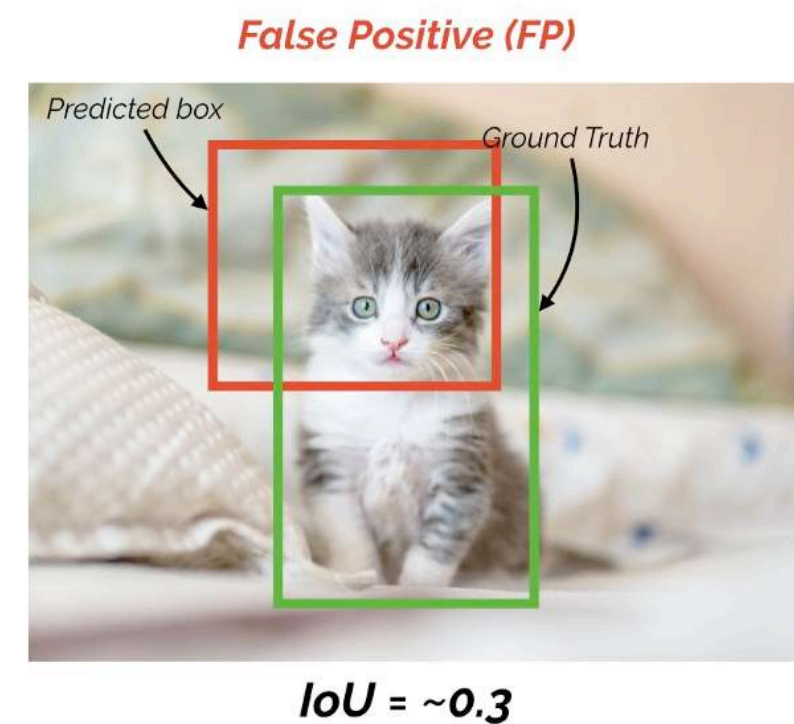 False Positive (FP)
Predicted box
Ground Truth
IoU = ~0.3